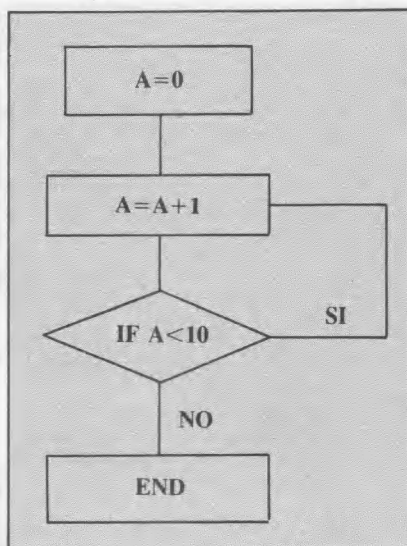 A=0
A=A+1
IF A<10
SI
NO
END